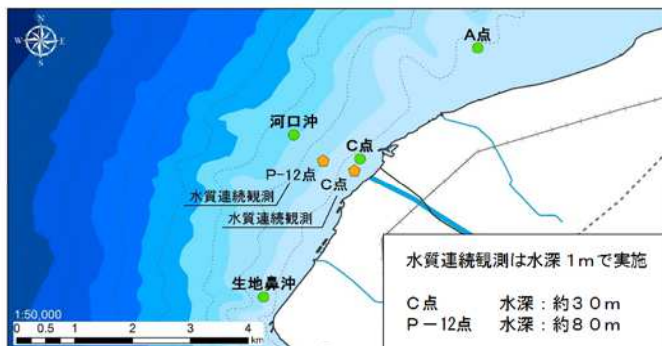 N
W E
S
A点
河口沖
C点
P-12点
水質連続観測
C点
水質連続観測
生地鼻沖
水質連続観測は水深1mで実施
C点 水深：約30m
P－12点 水深：約80m
1:50,000
0 0.5 1 2 3 4
km